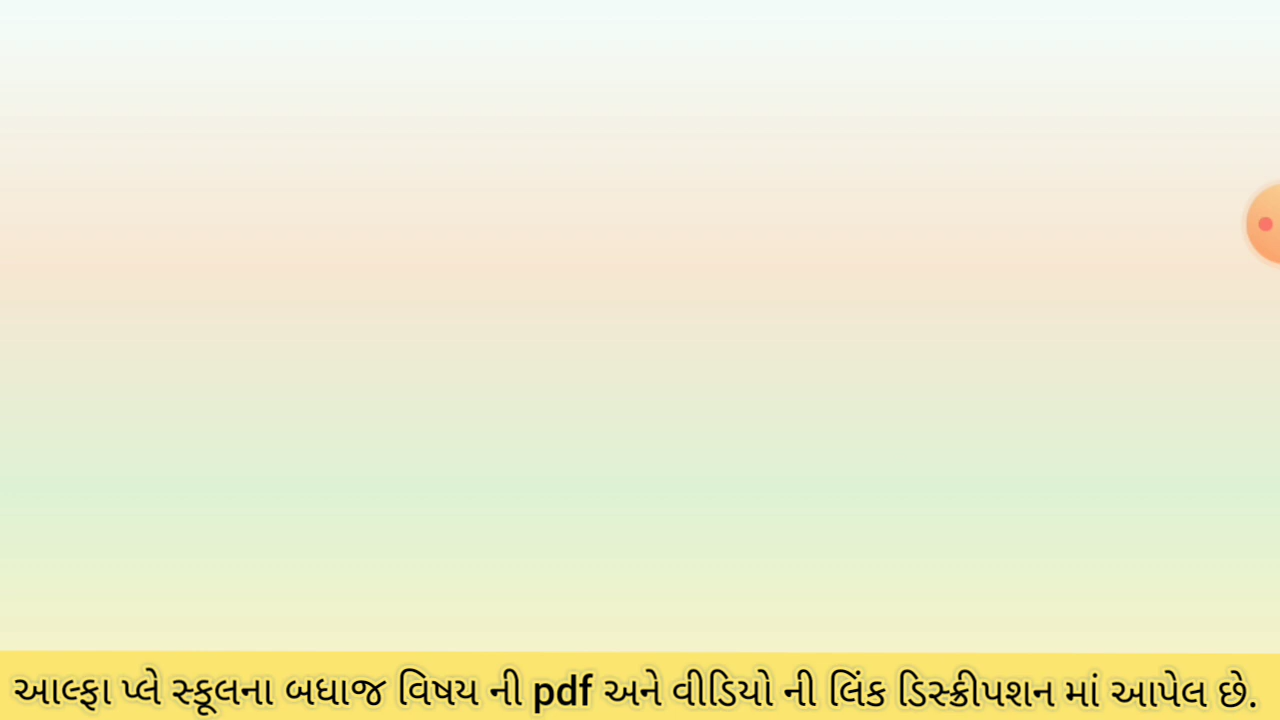 આલ્ફા પ્લે સ્કૂલના બધાજ વિષય ની pdf અને વીડિયો ની લિંક ડિસ્ક્રીપશન માં આપેલ છે.